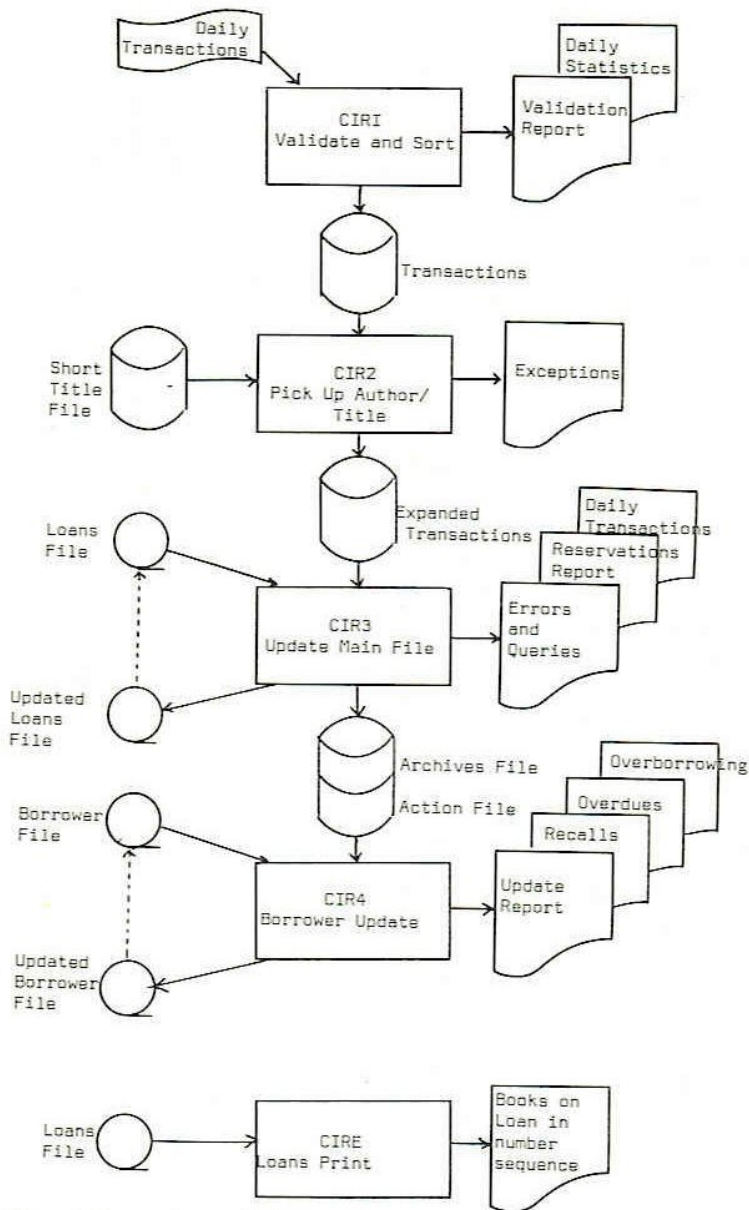 Daily
Transactions
Daily
Statistics
Validation
Report
CIRI
Validate and Sort
Transactions
Short
Title
File
CIR2
Pick Up Author/
Title
Exceptions
Expanded
Transactions
Loans
File
Daily
Transactions
Reservations
Report
Errors
and
Queries
CIR3
Update Main File
Updated
Loans
File
Archives File
Action File
Overborrowing
Overdues
Recalls
Update
Report
Borrower
File
CIR4
Borrower Update
Updated
Borrower
File
Loans
File
CIRE
Loans Print
Books on
Loan in
number
sequence